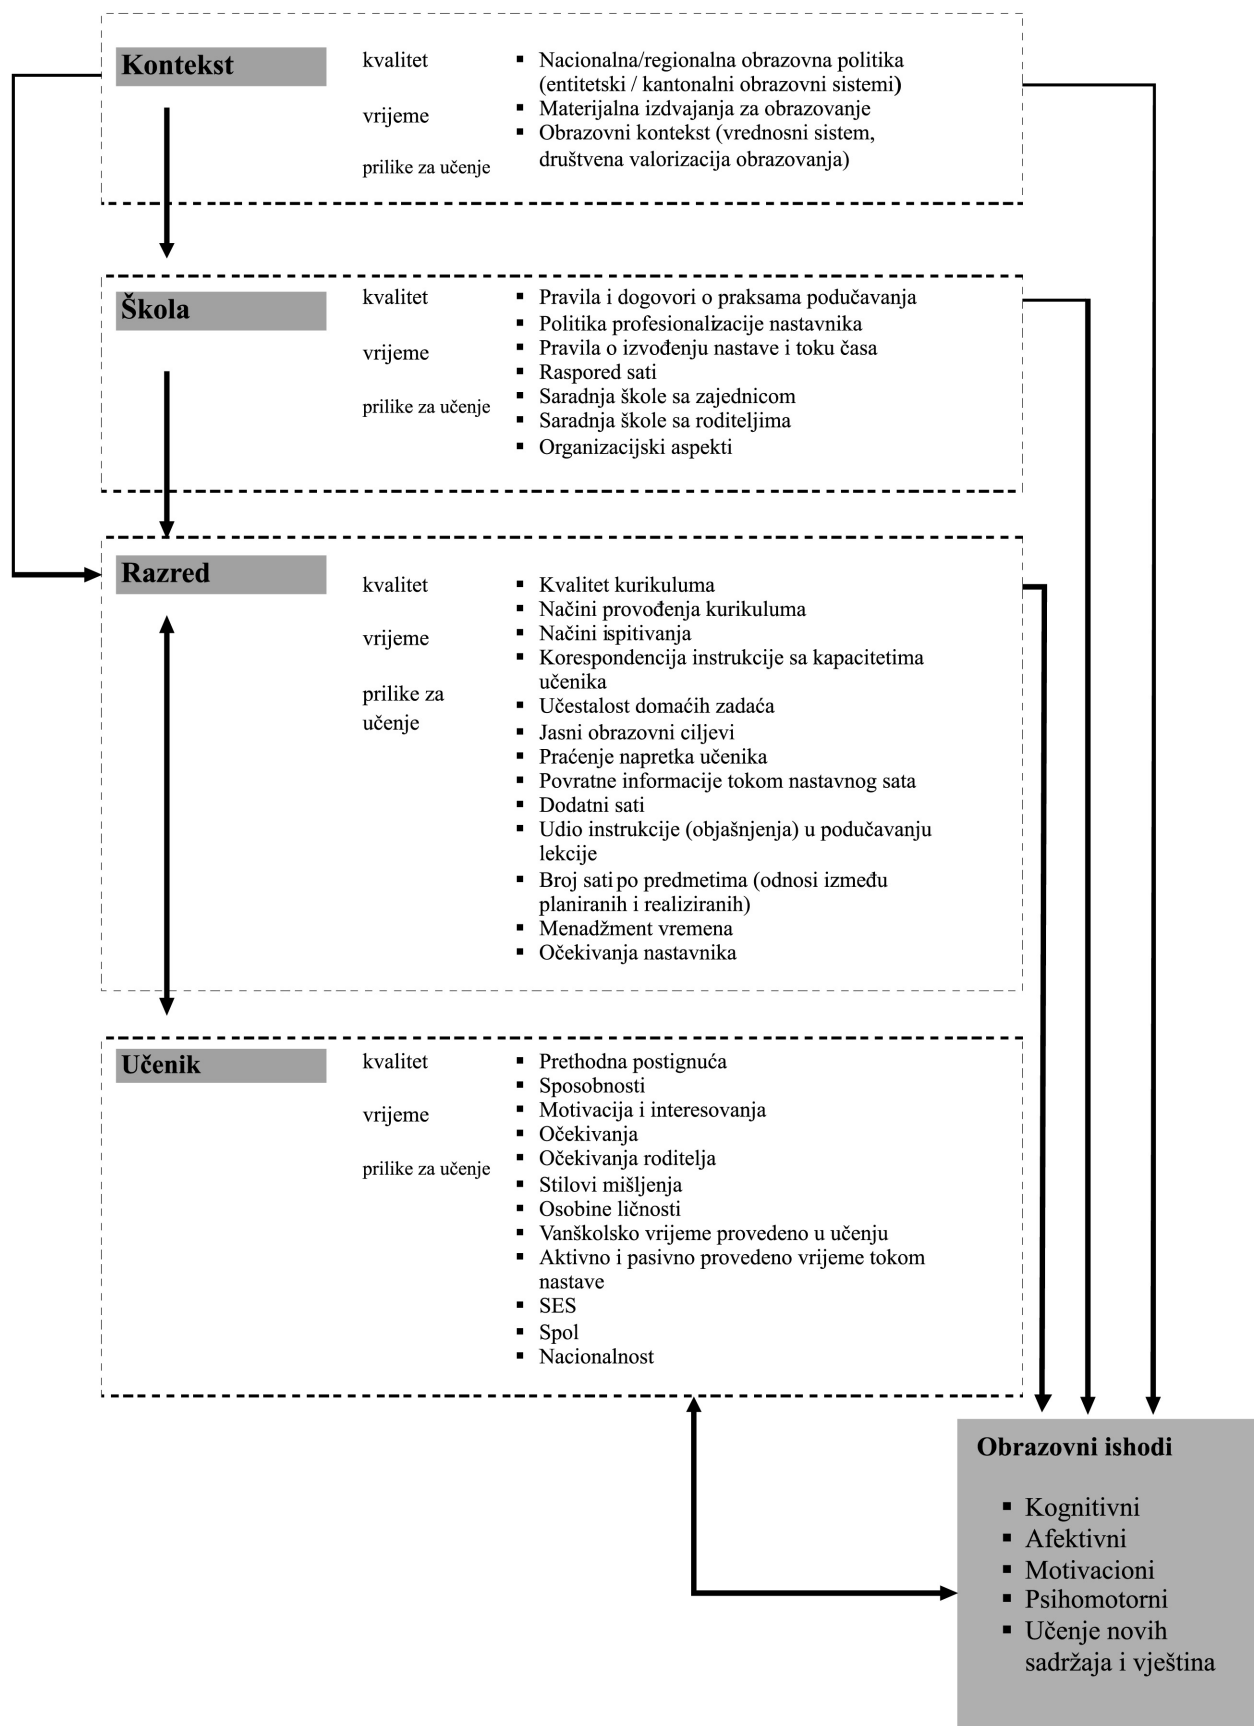 Kontekst
kvalitet
vrijeme
prilike za učenje
▪ Nacionalna/regionalna obrazovna politika
(entitetski / kantonalni obrazovni sistemi)
▪ Materijalna izdvajanja za obrazovanje
▪ Obrazovni kontekst (vrednosni sistem,
društvena valorizacija obrazovanja)
Škola
kvalitet
vrijeme
prilike za učenje
▪ Pravila i dogovori o praksama podučavanja
▪ Politika profesionalizacije nastavnika
▪ Pravila o izvođenju nastave i toku časa
▪ Raspored sati
▪ Saradnja škole sa zajednicom
▪ Saradnja škole sa roditeljima
▪ Organizacijski aspekti
Razred
kvalitet
vrijeme
prilike za
učenje
▪ Kvalitet kurikuluma
▪ Načini provođenja kurikuluma
▪ Načini ispitivanja
▪ Korespondencija instrukcije sa kapacitetima
učenika
▪ Učestalost domaćih zadaća
▪ Jasni obrazovni ciljevi
▪ Praćenje napretka učenika
▪ Povratne informacije tokom nastavnog sata
▪ Dodatni sati
▪ Udio instrukcije (objašnjenja) u podučavanju
lekcije
▪ Broj sati po predmetima (odnosi između
planiranih i realiziranih)
▪ Menadžment vremena
▪ Očekivanja nastavnika
Učenik
kvalitet
vrijeme
prilike za učenje
▪ Prethodna postignuća
▪ Sposobnosti
▪ Motivacija i interesovanja
▪ Očekivanja
▪ Očekivanja roditelja
▪ Stilovi mišljenja
▪ Osobine ličnosti
▪ Vanškolsko vrijeme provedeno u učenju
▪ Aktivno i pasivno provedeno vrijeme tokom
nastave
▪ SES
▪ Spol
▪ Nacionalnost
Obrazovni ishodi
▪ Kognitivni
▪ Afektivni
▪ Motivacioni
▪ Psihomotorni
▪ Učenje novih
sadržaja i vještina